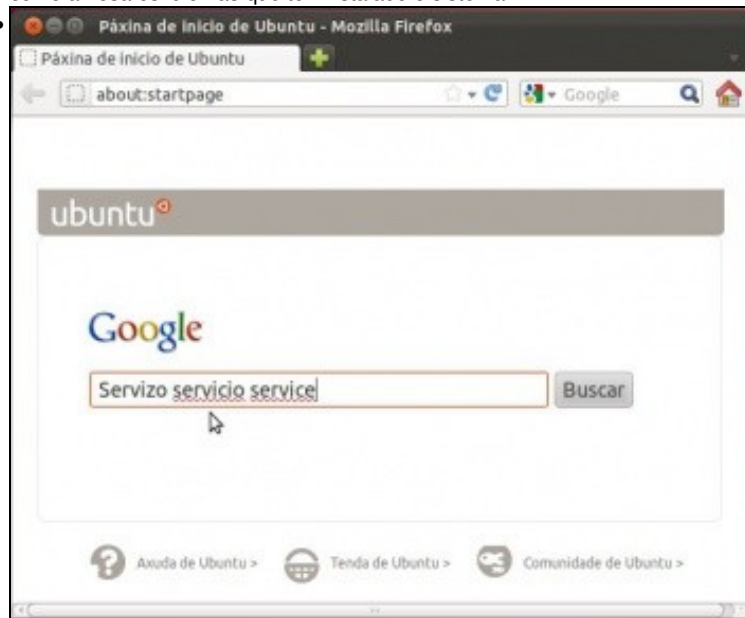 Páxina de inicio de Ubuntu - Mozilla Firefox
Páxina de inicio de Ubuntu
about:startpage
Google
ubuntu
Google
Servizo servicio service
Buscar
Axuda de Ubuntu >
Tenda de Ubuntu >
Comunidade de Ubuntu >